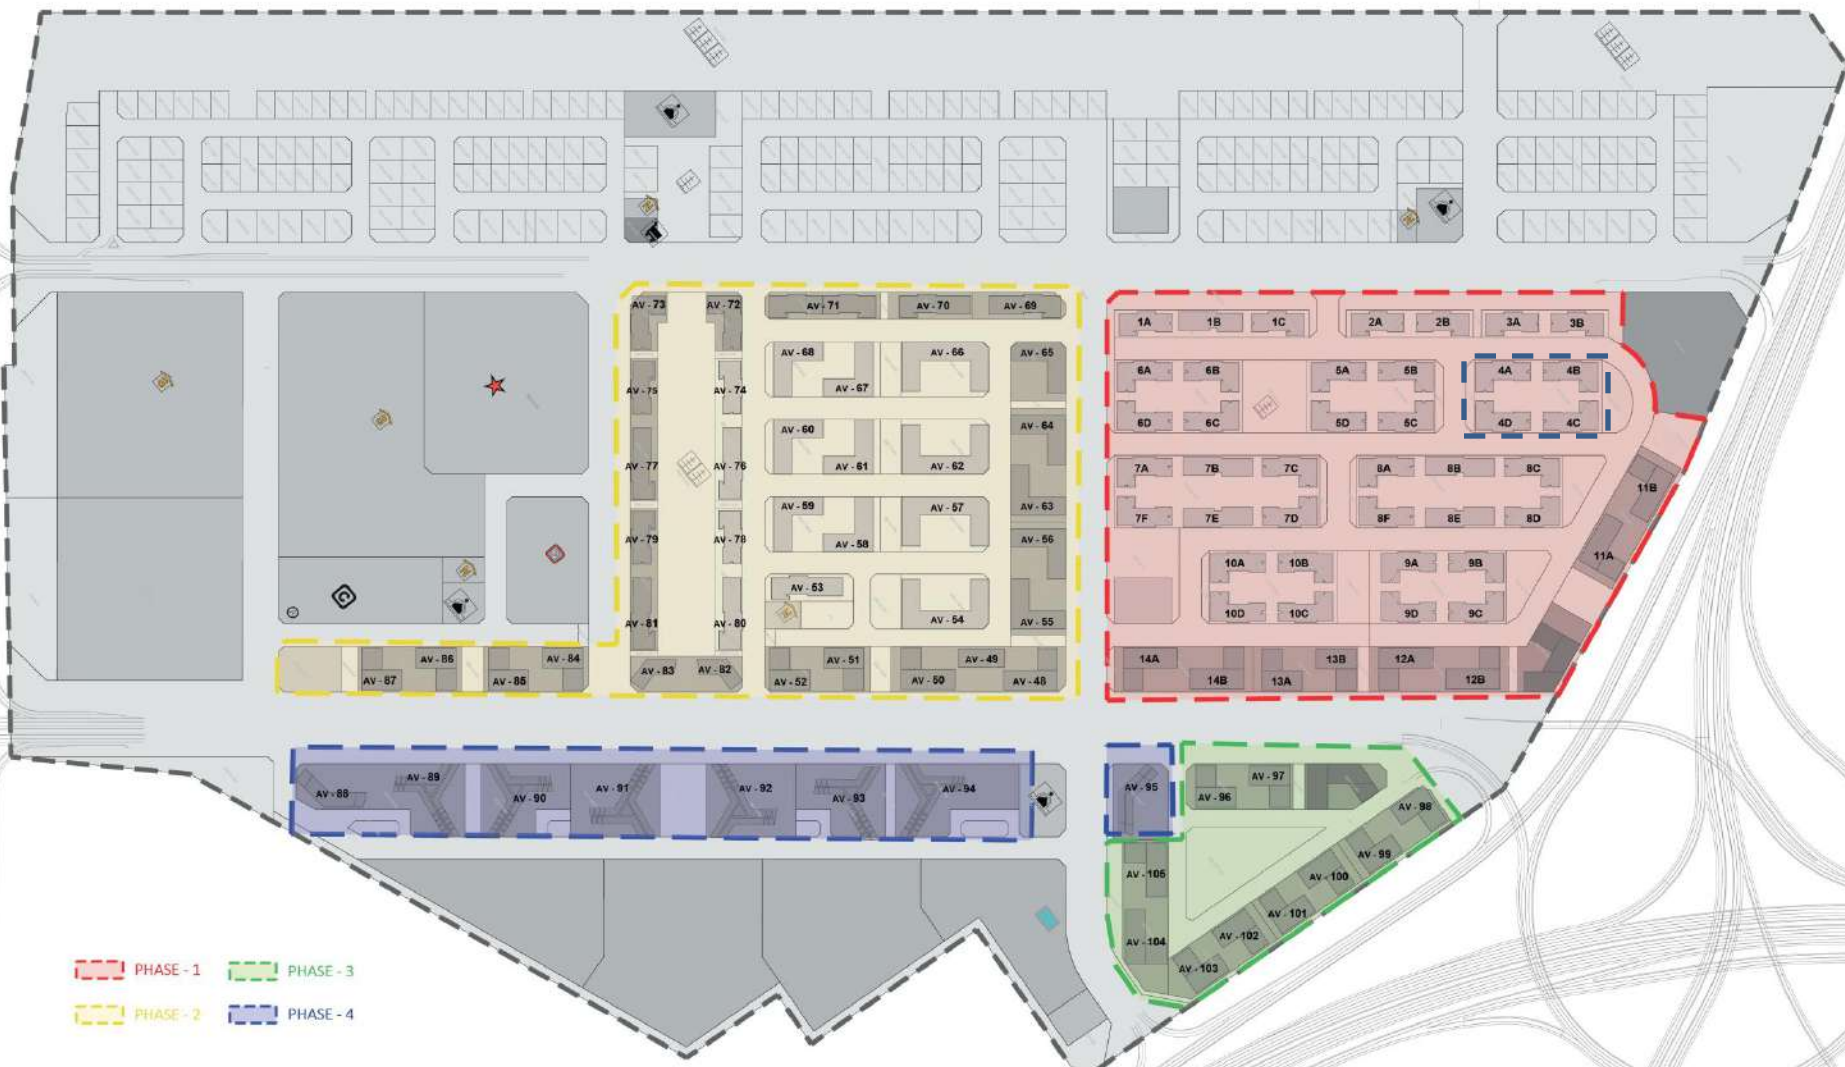 AV - 73
AV - 72
AV - 71
AV - 70
AV - 69
1A
1B
1C
2A
2B
3A
3B
AV - 68
AV - 67
AV - 66
AV - 65
6A
6B
5A
5B
4A
4B
AV - 75
AV - 74
6D
6C
5D
5C
4D
4C
AV - 60
AV - 61
AV - 62
AV - 64
AV - 77
AV - 76
7A
7B
7C
8A
8B
8C
11B
AV - 59
AV - 58
AV - 57
AV - 63
7F
7E
7D
8F
8E
8D
AV - 79
AV - 78
AV - 56
11A
AV - 53
10A
10B
9A
9B
AV - 81
AV - 80
AV - 54
AV - 55
10D
10C
9D
9C
AV - 87
AV - 86
AV - 85
AV - 84
AV - 83
AV - 82
AV - 52
AV - 51
AV - 50
AV - 49
AV - 48
14A
14B
13A
13B
12A
12B
AV - 88
AV - 89
AV - 90
AV - 91
AV - 92
AV - 93
AV - 94
AV - 95
AV - 96
AV - 97
AV - 98
AV - 99
AV - 100
AV - 101
AV - 102
AV - 103
AV - 104
AV - 105
PHASE - 1
PHASE - 3
PHASE - 2
PHASE - 4